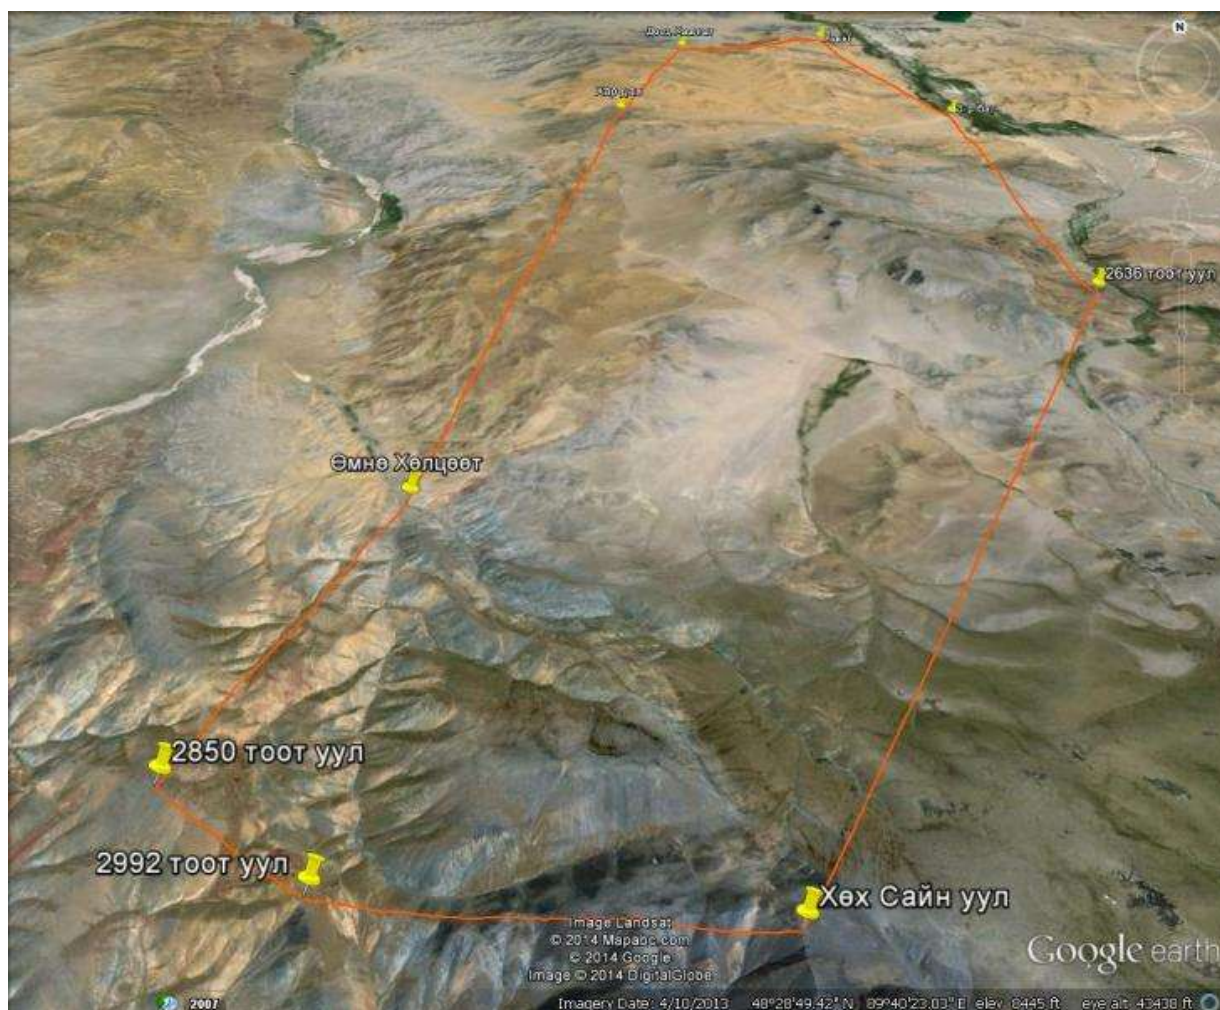 N
2636 тоот уул
Өмнө Хөлцөөт
2850 тоот уул
2992 тоот уул
Хөх Сайн уул
Image Landsat
© 2014 Mapabc.com
© 2014 Google
Image © 2014 DigitalGlobe
Google earth
2007
Imagery Date: 4/10/2013 48°28'49.42" N 89°40'23.03" E elev 8445 ft eye alt 43438 ft